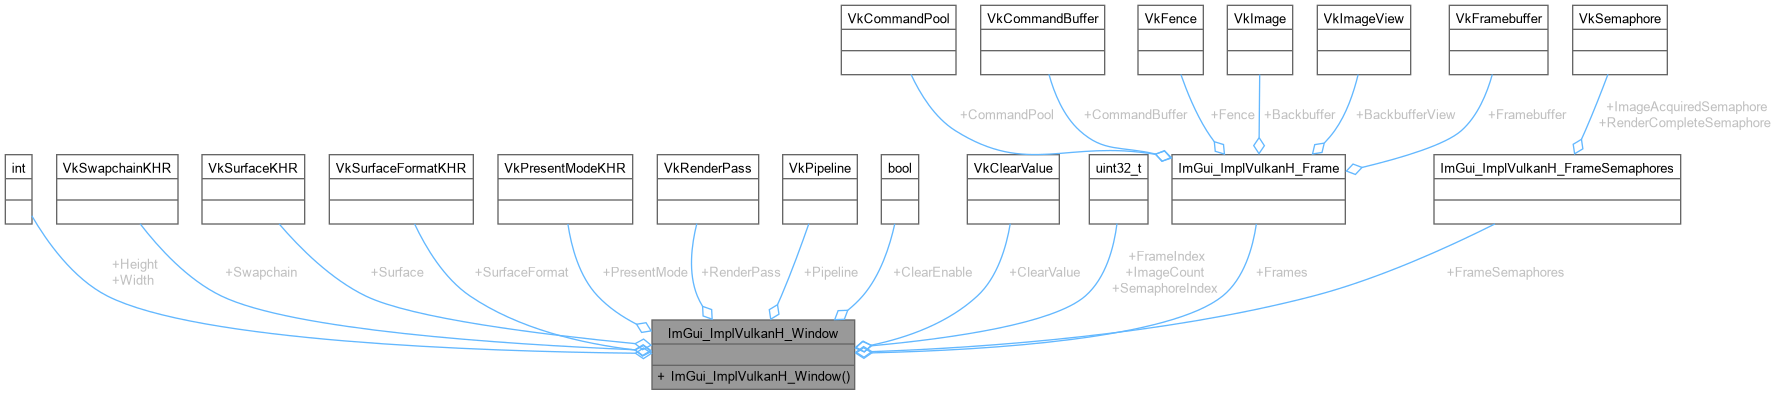 VkCommandPool
VkCommandBuffer
VkFence
VkImage
VkImageView
VkFramebuffer
VkSemaphore
+CommandPool
+CommandBuffer
+Fence
+Backbuffer
+BackbufferView
+Framebuffer
+ImageAcquiredSemaphore
+RenderCompleteSemaphore
int
VkSwapchainKHR
VkSurfaceKHR
VkSurfaceFormatKHR
VkPresentModeKHR
VkRenderPass
VkPipeline
bool
VkClearValue
uint32_t
ImGui_ImplVulkanH_Frame
ImGui_ImplVulkanH_FrameSemaphores
+Height
+Width
+Swapchain
+Surface
+SurfaceFormat
+PresentMode
+RenderPass
+Pipeline
+ClearEnable
+ClearValue
+FrameIndex
+ImageCount
+SemaphoreIndex
+Frames
+FrameSemaphores
ImGui_ImplVulkanH_Window
+ ImGui_ImplVulkanH_Window()